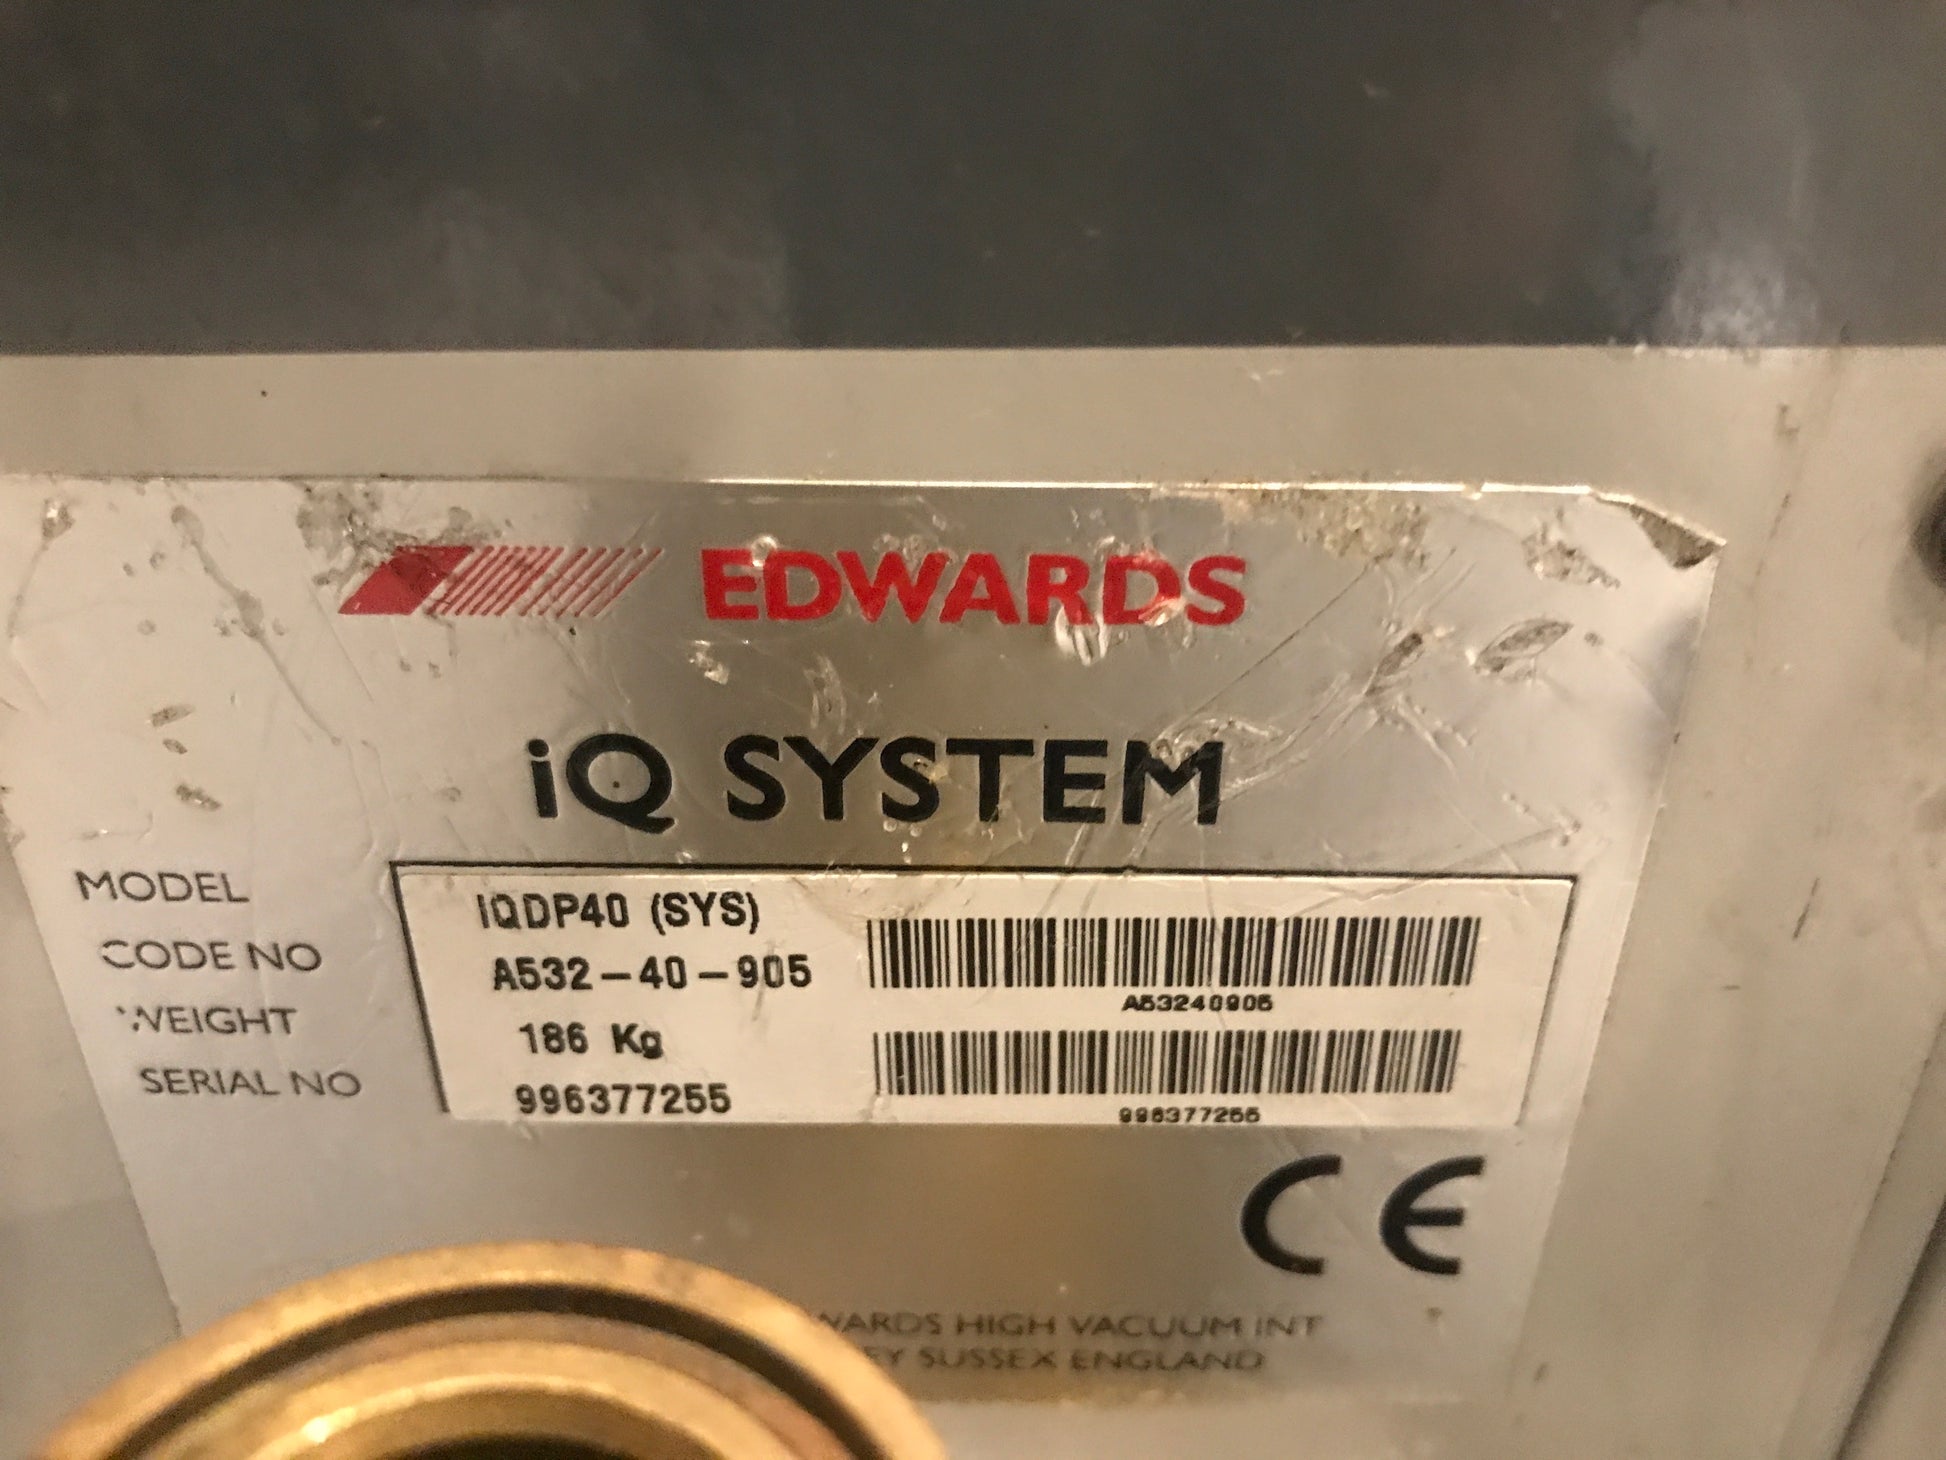 EDWARDS
iQ SYSTEM
MODEL IQDP40 (SYS)
CODE NO A532-40-905
A53240905
WEIGHT 186 Kg
SERIAL NO 996377255
996377255
CE
HIGH VACUUM INT
SUSSEX ENGLAND